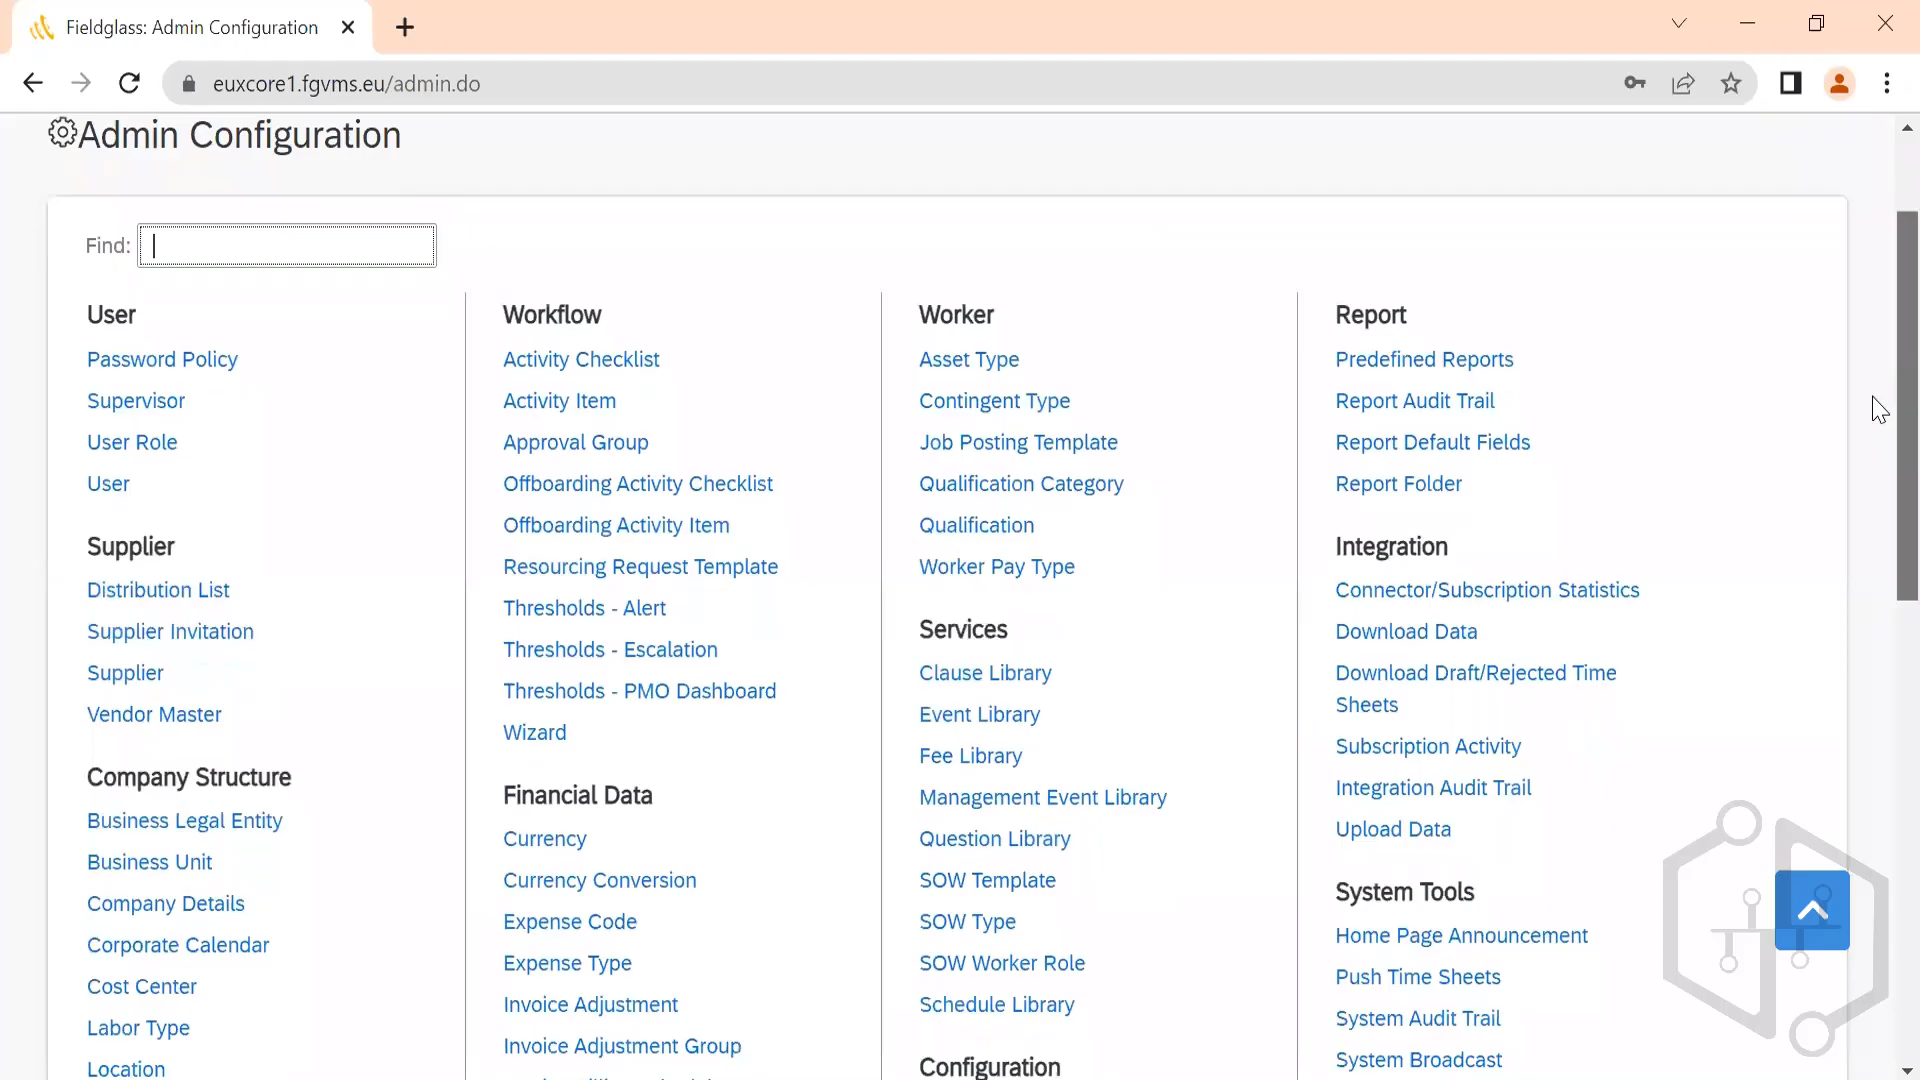 Fieldglass: Admin Configuration
euxcore1.fgvms.eu/admin.do
Admin Configuration
Find:
User
Password Policy
Supervisor
User Role
User
Supplier
Distribution List
Supplier Invitation
Supplier
Vendor Master
Company Structure
Business Legal Entity
Business Unit
Company Details
Corporate Calendar
Cost Center
Labor Type
Location
Workflow
Activity Checklist
Activity Item
Approval Group
Offboarding Activity Checklist
Offboarding Activity Item
Resourcing Request Template
Thresholds - Alert
Thresholds - Escalation
Thresholds - PMO Dashboard
Wizard
Financial Data
Currency
Currency Conversion
Expense Code
Expense Type
Invoice Adjustment
Invoice Adjustment Group
Worker
Asset Type
Contingent Type
Job Posting Template
Qualification Category
Qualification
Worker Pay Type
Services
Clause Library
Event Library
Fee Library
Management Event Library
Question Library
SOW Template
SOW Type
SOW Worker Role
Schedule Library
Configuration
Report
Predefined Reports
Report Audit Trail
Report Default Fields
Report Folder
Integration
Connector/Subscription Statistics
Download Data
Download Draft/Rejected Time
Sheets
Subscription Activity
Integration Audit Trail
Upload Data
System Tools
Home Page Announcement
Push Time Sheets
System Audit Trail
System Broadcast